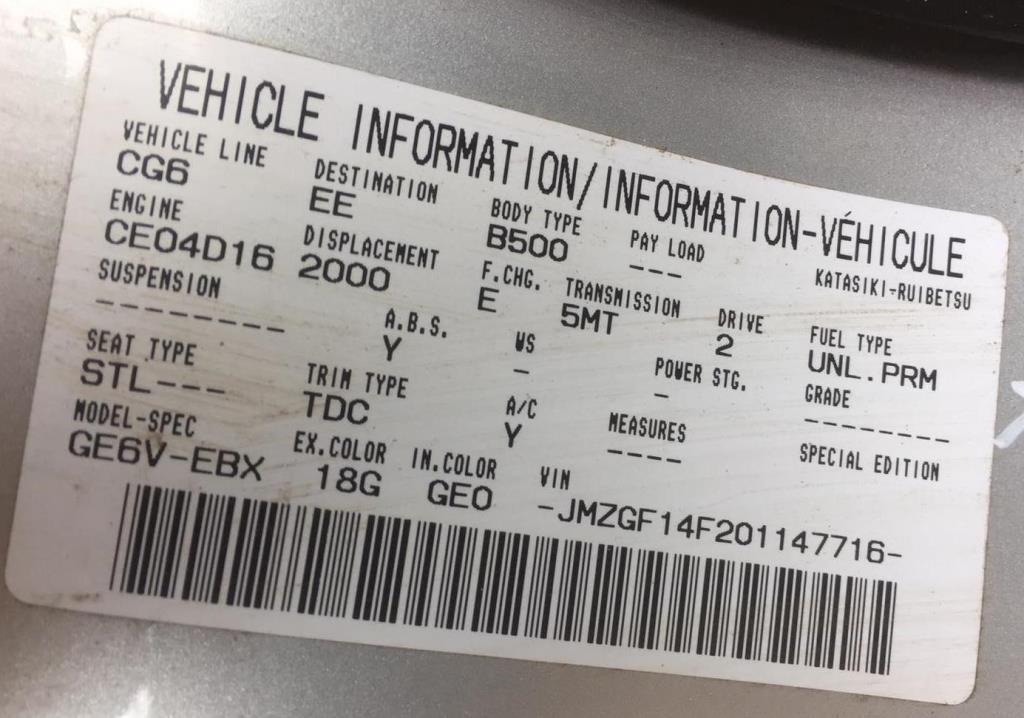 VEHICLE INFORMATION/INFORMATION-VÉHICULE
VEHICLE LINE DESTINATION BODY TYPE PAY LOAD KATASIKI-RUIBETSU
CG6 EE B500 ---
ENGINE DISPLACEMENT F.CHG. TRANSMISSION DRIVE FUEL TYPE
CE04D16 2000 E 5MT 2 UNL.PRM
SUSPENSION A.B.S. WS POWER STG. GRADE
--------- Y - - --------
SEAT TYPE TRIM TYPE A/C MEASURES SPECIAL EDITION
STL--- TDC Y ----
MODEL-SPEC EX.COLOR IN.COLOR VIN
GE6V-EBX 18G GE0 -JMZGF14F201147716-